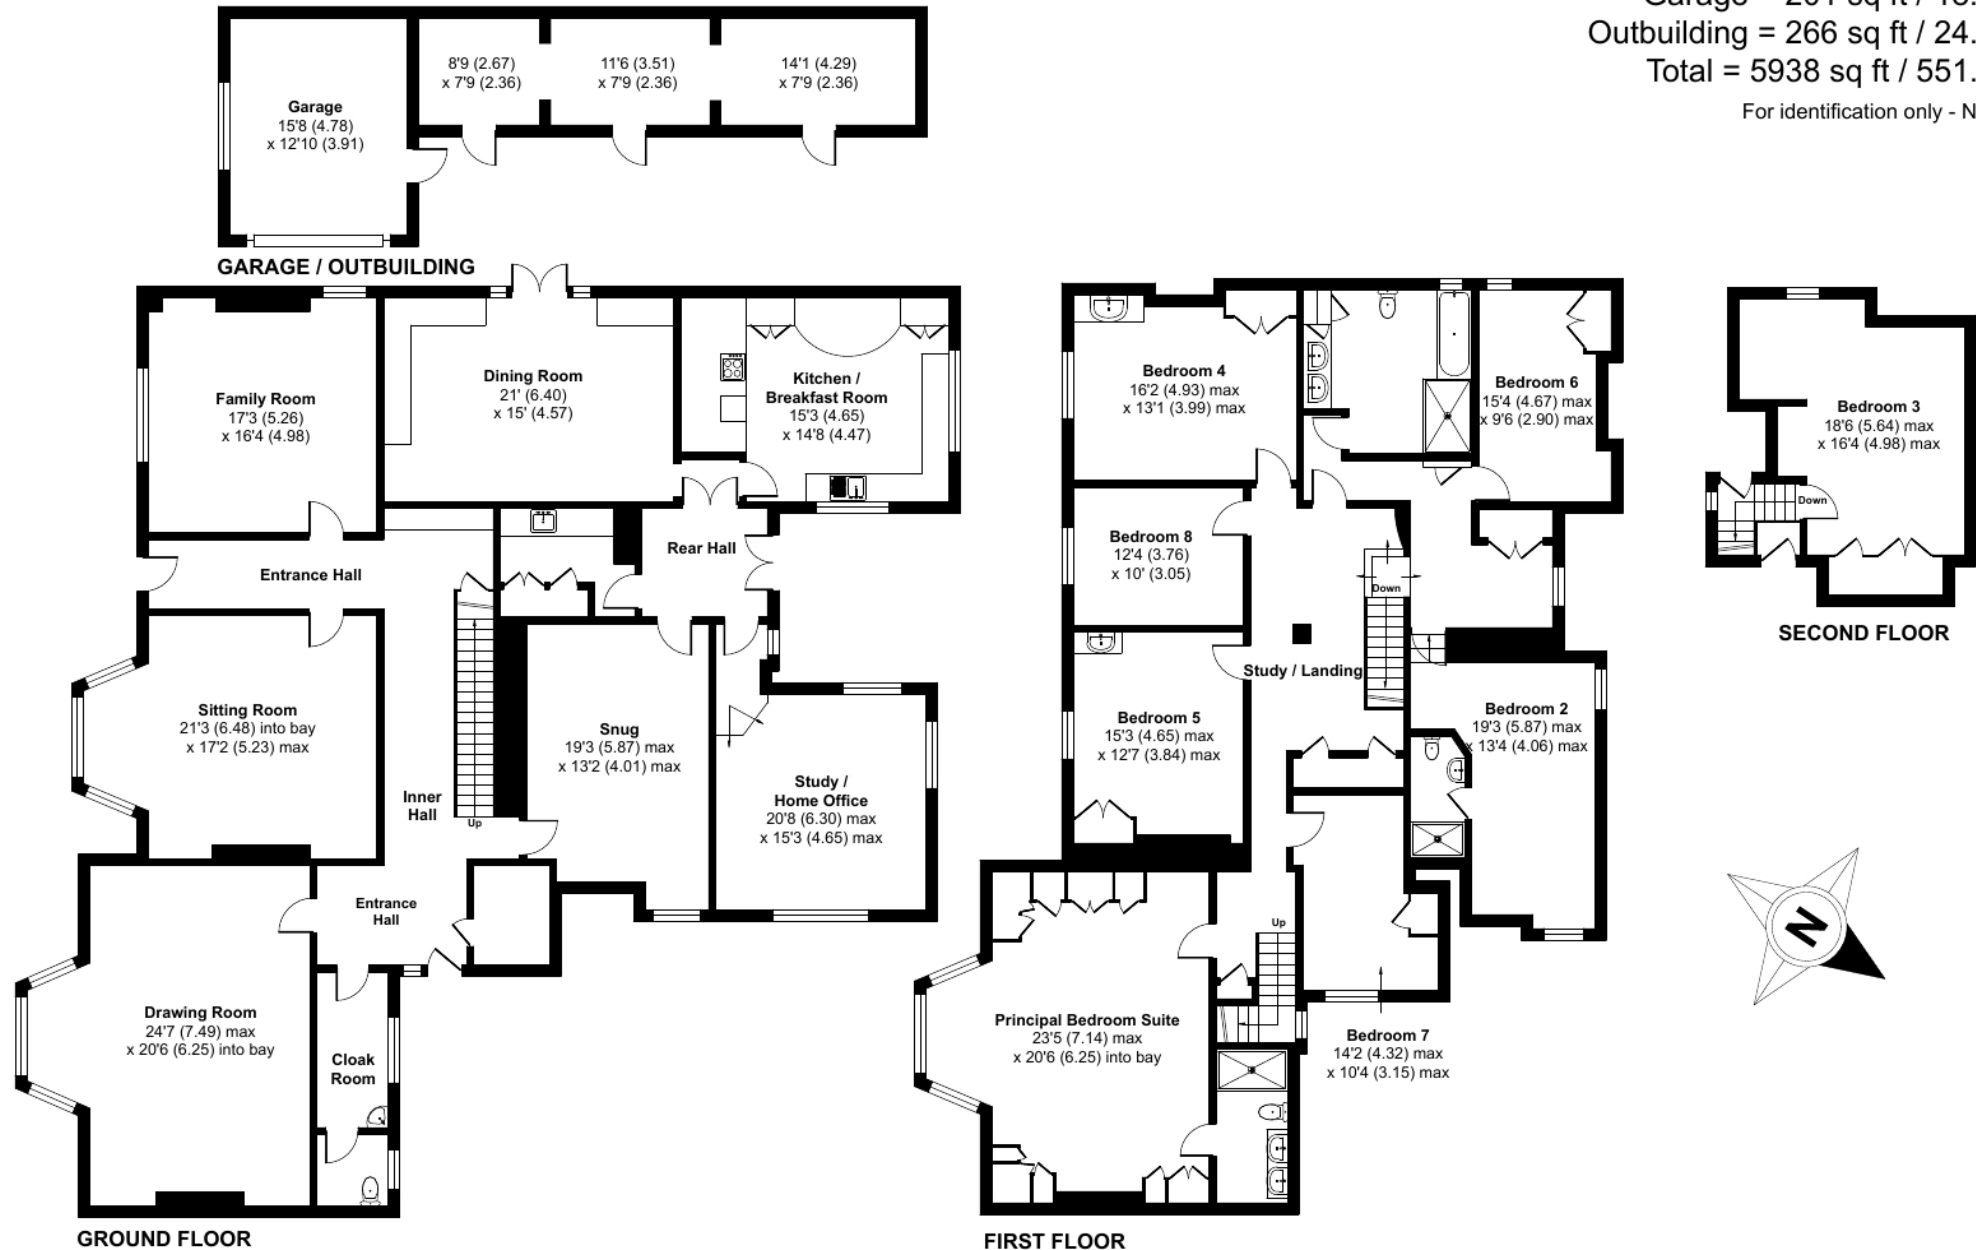 Garage = 201 sq ft / 18.
Outbuilding = 266 sq ft / 24.
Total = 5938 sq ft / 551.
For identification only - N
Garage
15'8 (4.78)
x 12'10 (3.91)
8'9 (2.67)
x 7'9 (2.36)
11'6 (3.51)
x 7'9 (2.36)
14'1 (4.29)
x 7'9 (2.36)
GARAGE / OUTBUILDING
Family Room
17'3 (5.26)
x 16'4 (4.98)
Dining Room
21' (6.40)
x 15' (4.57)
Kitchen /
Breakfast Room
15'3 (4.65)
x 14'8 (4.47)
Entrance Hall
Rear Hall
Sitting Room
21'3 (6.48) into bay
x 17'2 (5.23) max
Inner
Hall
Up
Snug
19'3 (5.87) max
x 13'2 (4.01) max
Study /
Home Office
20'8 (6.30) max
x 15'3 (4.65) max
Entrance
Hall
Drawing Room
24'7 (7.49) max
x 20'6 (6.25) into bay
Cloak
Room
GROUND FLOOR
Bedroom 4
16'2 (4.93) max
x 13'1 (3.99) max
Bedroom 6
15'4 (4.67) max
x 9'6 (2.90) max
Bedroom 8
12'4 (3.76)
x 10' (3.05)
Down
Study / Landing
Bedroom 5
15'3 (4.65) max
x 12'7 (3.84) max
Bedroom 2
19'3 (5.87) max
x 13'4 (4.06) max
Up
Principal Bedroom Suite
23'5 (7.14) max
x 20'6 (6.25) into bay
Bedroom 7
14'2 (4.32) max
x 10'4 (3.15) max
FIRST FLOOR
Bedroom 3
18'6 (5.64) max
x 16'4 (4.98) max
Down
SECOND FLOOR
N